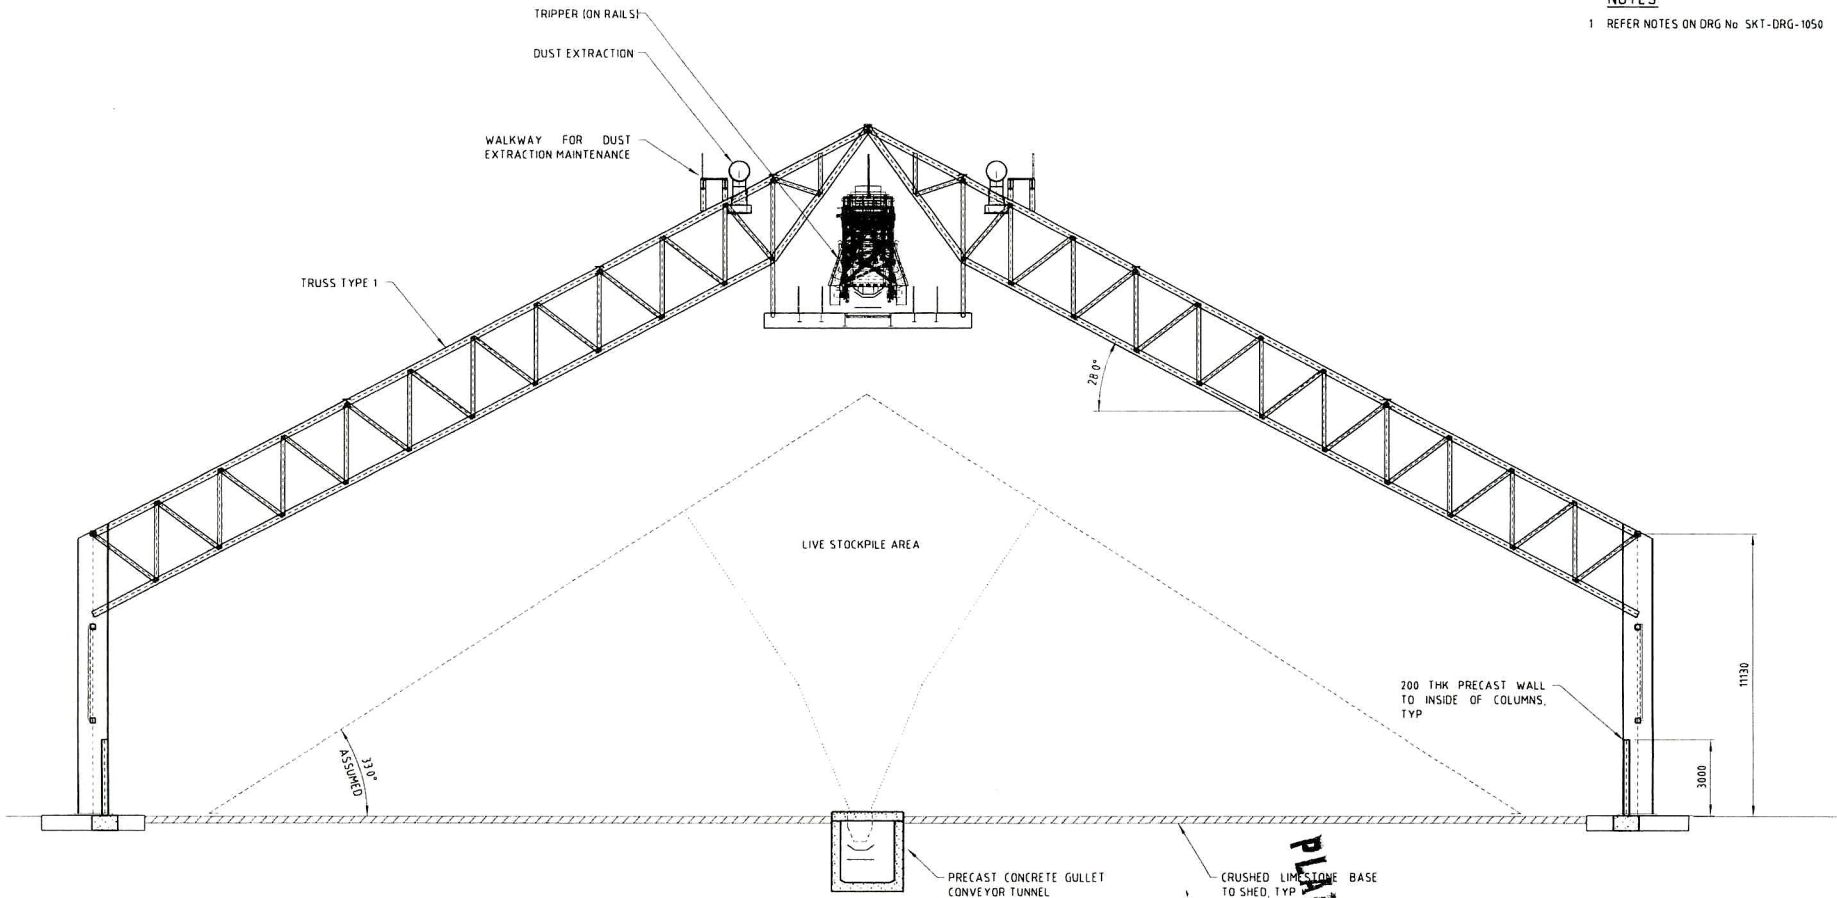 NOTES
1 REFER NOTES ON DRG No SKT-DRG-1050
TRIPPER (ON RAILS)
DUST EXTRACTION
WALKWAY FOR DUST
EXTRACTION MAINTENANCE
TRUSS TYPE 1
28.0°
LIVE STOCKPILE AREA
33.0°
ASSUMED
200 THK PRECAST WALL
TO INSIDE OF COLUMNS,
TYP
11130
3000
PRECAST CONCRETE GULLET
CONVEYOR TUNNEL
CRUSHED LIMESTONE BASE
TO SHED, TYP